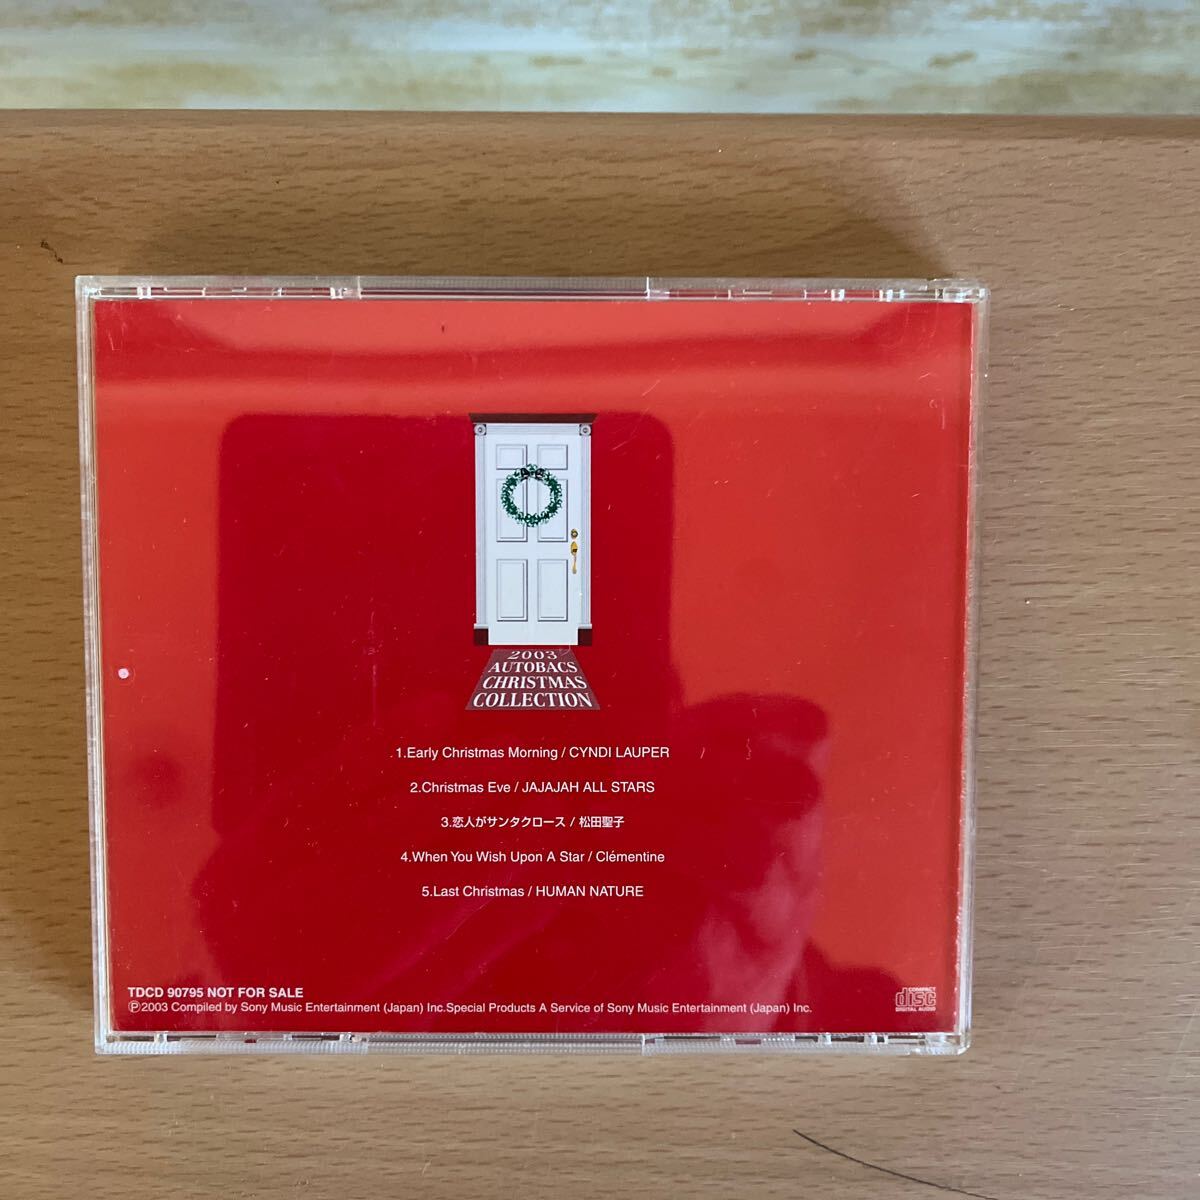 2003
AUTOBACS
CHRISTMAS
COLLECTION
1.Early Christmas Morning / CYNDI LAUPER
2.Christmas Eve / JAJAJAH ALL STARS
3.恋人がサンタクロース / 松田聖子
4.When You Wish Upon A Star / Clémentine
5.Last Christmas / HUMAN NATURE
TDCD 90795 NOT FOR SALE
℗2003 Compiled by Sony Music Entertainment (Japan) Inc.Special Products A Service of Sony Music Entertainment (Japan) Inc.
COMPACT
disc
DIGITAL AUDIO